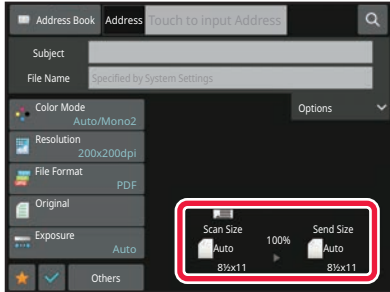 Address Book
Address
Touch to input Address
Subject
File Name
Specified by System Settings
Color Mode
Auto/Mono2
Options
Resolution
200x200dpi
File Format
PDF
Original
Scan Size
Send Size
Auto
100%
Auto
8½x11
8½x11
Exposure
Auto
Others